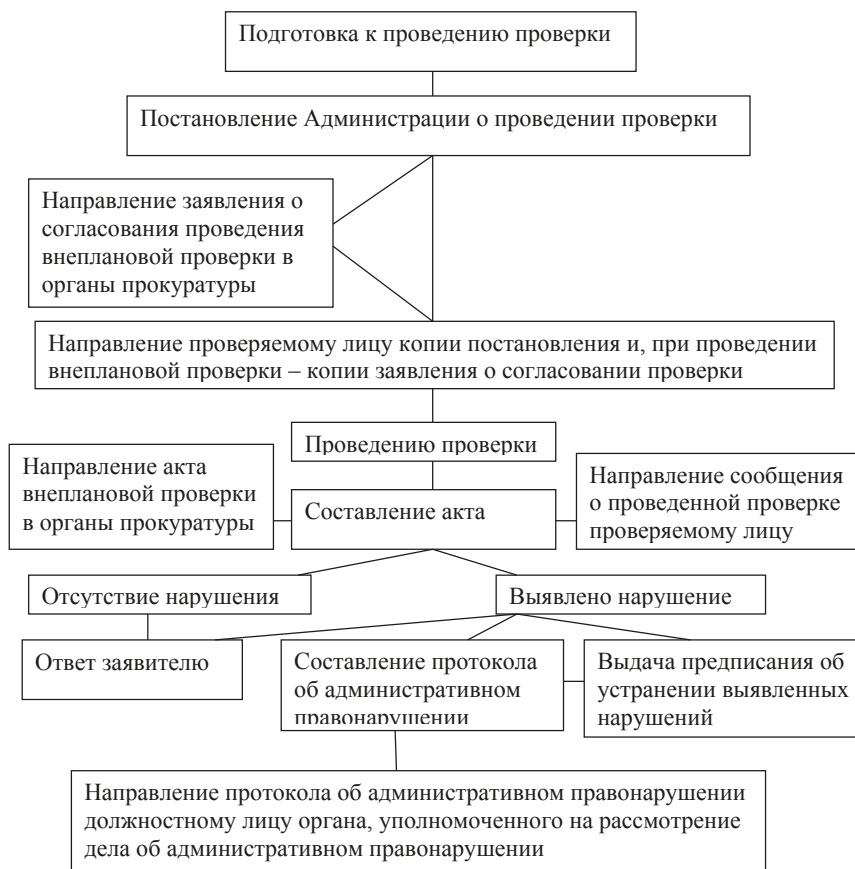 Подготовка к проведению проверки
Постановление Администрации о проведении проверки
Направление заявления о
согласования проведения
внеплановой проверки в
органы прокуратуры
Направление проверяемому лицу копии постановления и, при проведении
внеплановой проверки – копии заявления о согласовании проверки
Проведению проверки
Направление акта
внеплановой проверки
в органы прокуратуры
Составление акта
Направление сообщения
о проведенной проверке
проверяемому лицу
Отсутствие нарушения
Выявлено нарушение
Ответ заявителю
Составление протокола
об административном
правонарушении
Выдача предписания об
устранении выявленных
нарушений
Направление протокола об административном правонарушении
должностному лицу органа, уполномоченного на рассмотрение
дела об административном правонарушении